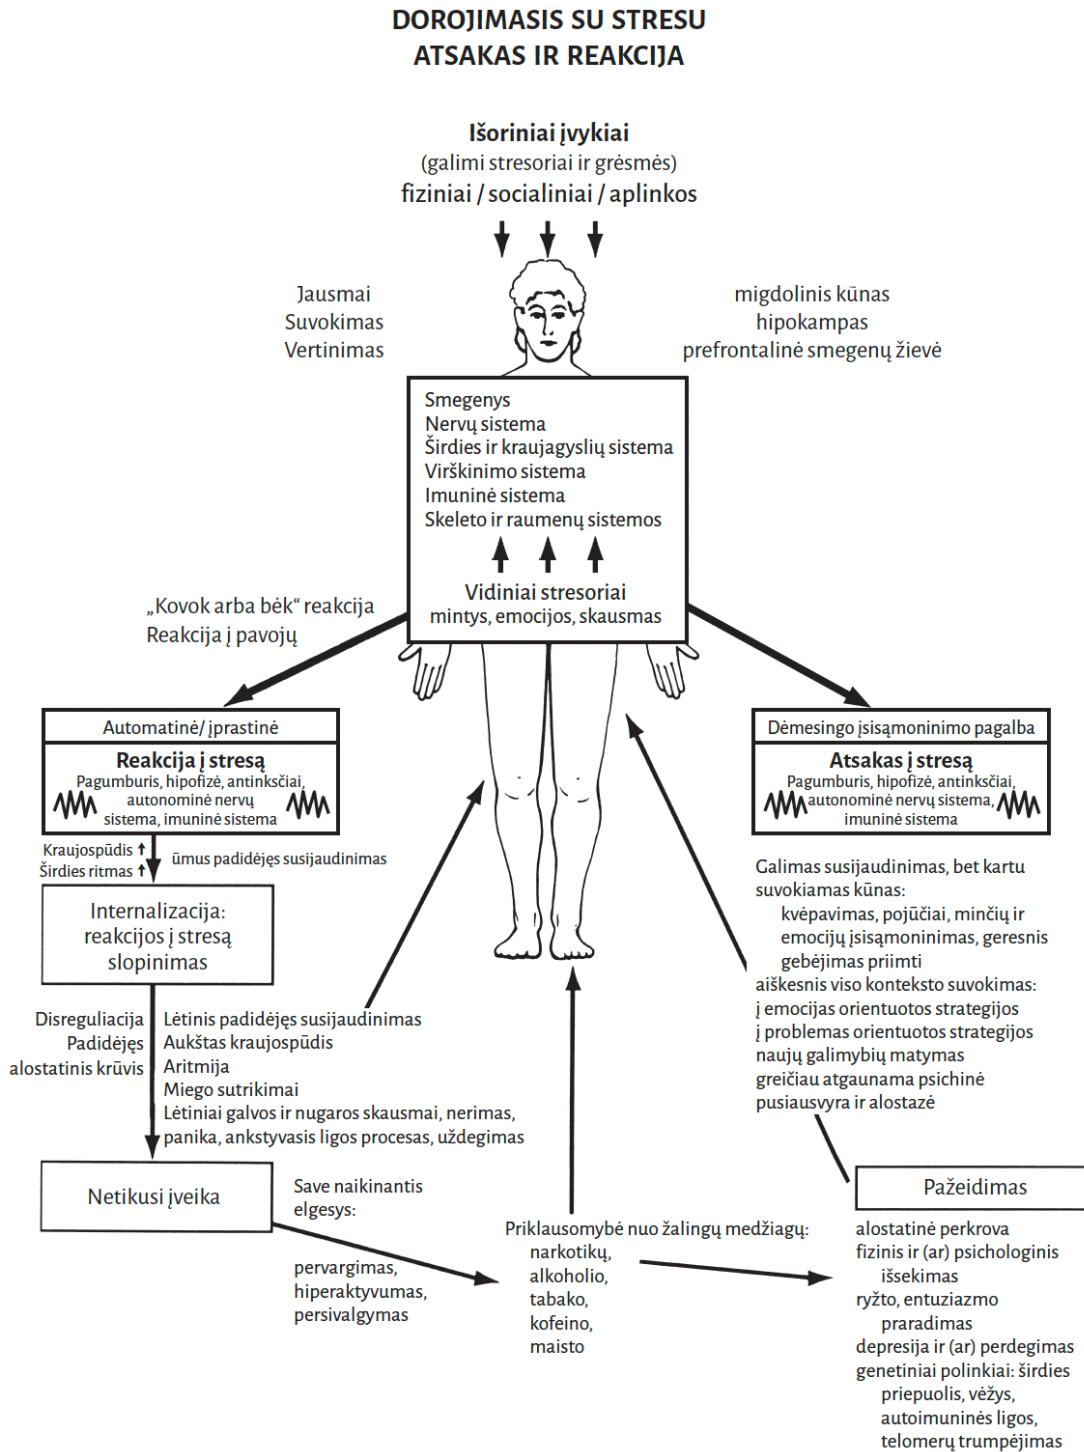 DOROJIMASIS SU STRESU
ATSAKAS IR REAKCIJA
Išoriniai įvykiai
(galimi stresoriai ir grėsmės)
fiziniai / socialiniai / aplinkos
Jausmai
Suvokimas
Vertinimas
migdolinis kūnas
hipokampas
prefrontalinė smegenų žievė
Smegenys
Nervų sistema
Širdies ir kraujagyslių sistema
Virškinimo sistema
Imuninė sistema
Skeleto ir raumenų sistemos
Vidiniai stresoriai
mintys, emocijos, skausmas
„Kovok arba bėk“ reakcija
Reakcija į pavojų
Automatinė/ įprastinė
Reakcija į stresą
Pagumburis, hipofizė, antinksčiai,
autonominė nervų
sistema, imuninė sistema
Dėmesingo įsisąmoninimo pagalba
Atsakas į stresą
Pagumburis, hipofizė, antinksčiai,
autonominė nervų sistema,
imuninė sistema
Kraujospūdis
Širdies ritmas
ūmus padidėjęs susijaudinimas
Internalizacija:
reakcijos į stresą
slopinimas
Galimas susijaudinimas, bet kartu
suvokiamas kūnas:
kvėpavimas, pojūčiai, minčių ir
emocijų įsisąmoninimas, geresnis
gebėjimas priimti
aiškesnis viso konteksto suvokimas:
į emocijas orientuotos strategijos
į problemas orientuotos strategijos
naujų galimybių matymas
greičiau atgaunama psichinė
pusiausvyra ir alostazė
Disreguliacija
Padidėjęs
alostatinis krūvis
Lėtinis padidėjęs susijaudinimas
Aukštas kraujospūdis
Aritmija
Miego sutrikimai
Lėtiniai galvos ir nugaros skausmai, nerimas,
panika, ankstyvasis ligos procesas, uždegimas
Netikusi įveika
Save naikinantis
elgesys:
pervargimas,
hiperaktyvumas,
persivalgymas
Priklausomybė nuo žalingų medžiagų:
narkotikų,
alkoholio,
tabako,
kofeino,
maisto
Pažeidimas
alostatinė perkrova
fizinis ir (ar) psichologinis
išsekimas
ryžto, entuziazmo
praradimas
depresija ir (ar) perdegimas
genetiniai polinkiai: širdies
priepuolis, vėžys,
autoimuninės ligos,
telomerų trumpėjimas